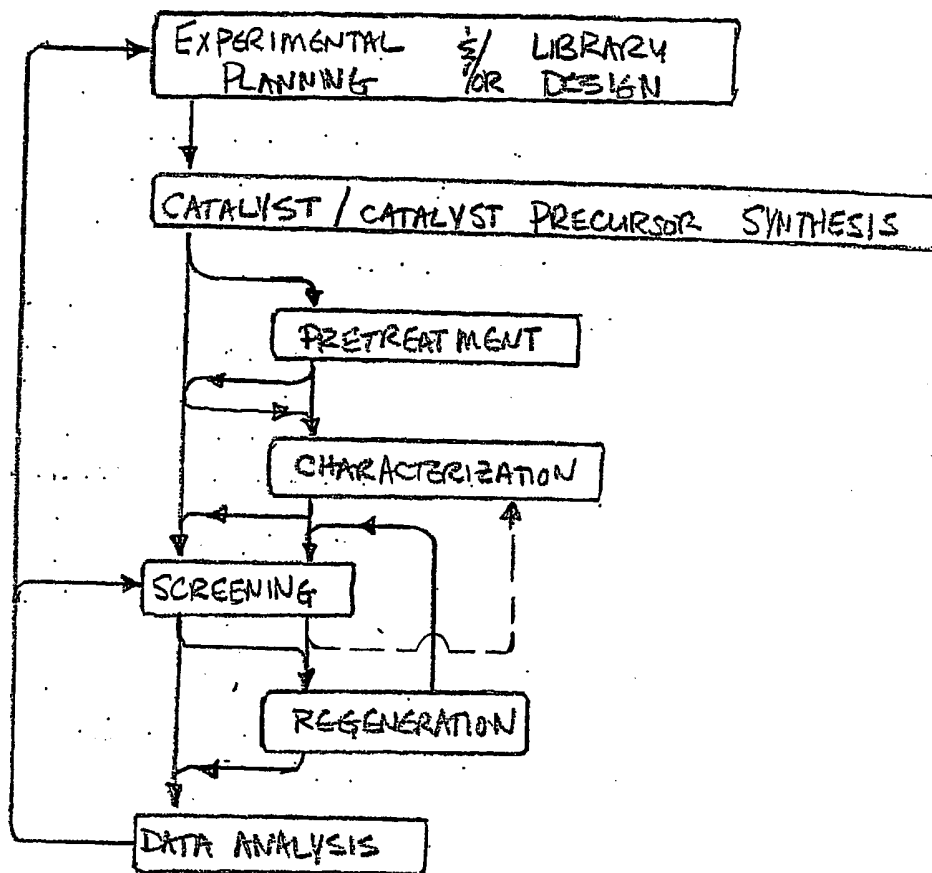 EXPERIMENTAL &/ LIBRARY
PLANNING /OR DESIGN
CATALYST / CATALYST PRECURSOR SYNTHESIS
PRETREATMENT
CHARACTERIZATION
SCREENING
REGENERATION
DATA ANALYSIS